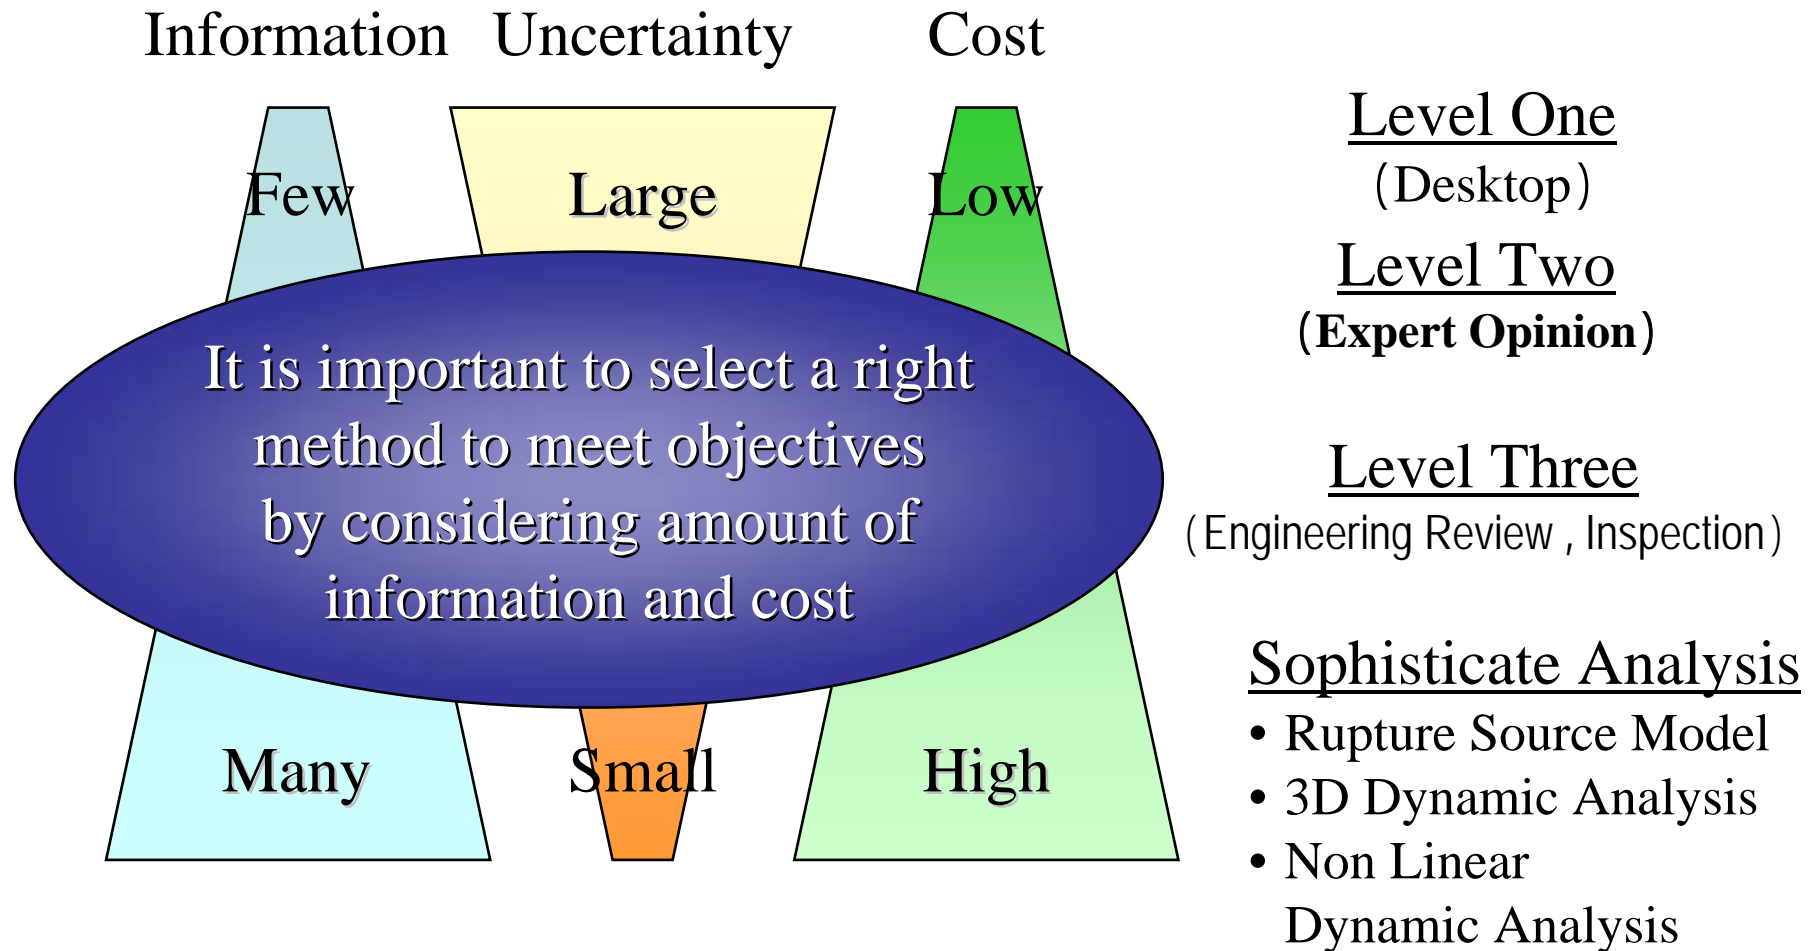 Information Uncertainty Cost
Few Large Low
It is important to select a right
method to meet objectives
by considering amount of
information and cost
Many Small High
Level One
(Desktop)
Level Two
(Expert Opinion)
Level Three
(Engineering Review , Inspection)
Sophisticate Analysis
• Rupture Source Model
• 3D Dynamic Analysis
• Non Linear
Dynamic Analysis